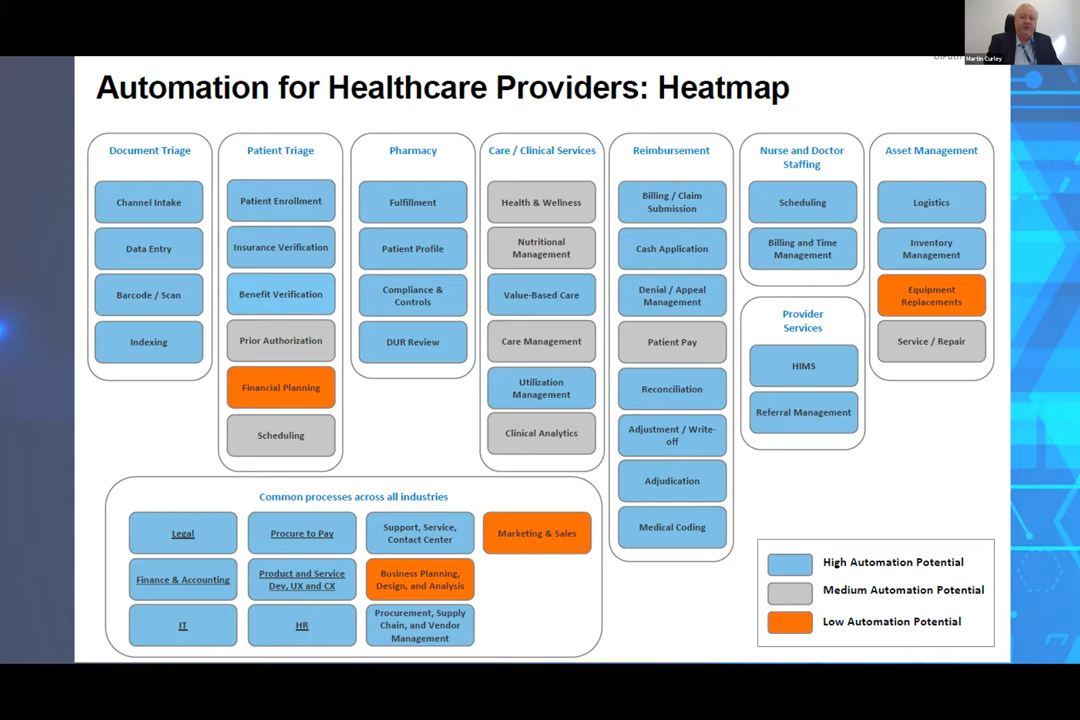 Martin Curley
Automation for Healthcare Providers: Heatmap
Document Triage
Channel Intake
Data Entry
Barcode / Scan
Indexing
Patient Triage
Patient Enrollment
Insurance Verification
Benefit Verification
Prior Authorization
Financial Planning
Scheduling
Pharmacy
Fulfillment
Patient Profile
Compliance &
Controls
DUR Review
Care / Clinical Services
Health & Wellness
Nutritional
Management
Value-Based Care
Care Management
Utilization
Management
Clinical Analytics
Reimbursement
Billing / Claim
Submission
Cash Application
Denial / Appeal
Management
Patient Pay
Reconciliation
Adjustment / Write-
off
Adjudication
Medical Coding
Nurse and Doctor
Staffing
Scheduling
Billing and Time
Management
Provider
Services
HIMS
Referral Management
Asset Management
Logistics
Inventory
Management
Equipment
Replacements
Service / Repair
Common processes across all industries
Legal
Procure to Pay
Support, Service,
Contact Center
Marketing & Sales
Finance & Accounting
Product and Service
Dev, UX and CX
Business Planning,
Design, and Analysis
IT
HR
Procurement, Supply
Chain, and Vendor
Management
High Automation Potential
Medium Automation Potential
Low Automation Potential